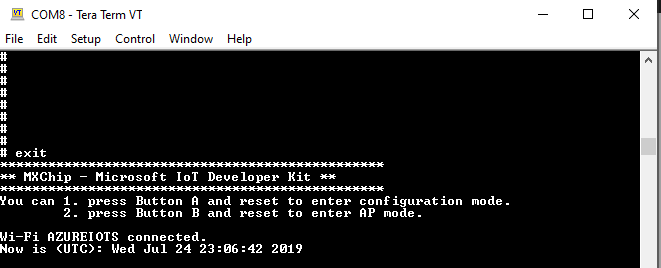 VT
COM8 - Tera Term VT
File Edit Setup Control Window Help
#
#
#
#
#
#
#
#
# exit
************************************************
** MXChip - Microsoft IoT Developer Kit **
************************************************
You can 1. press Button A and reset to enter configuration mode.
2. press Button B and reset to enter AP mode.
Wi-Fi AZUREIOTS connected.
Now is (UTC): Wed Jul 24 23:06:42 2019